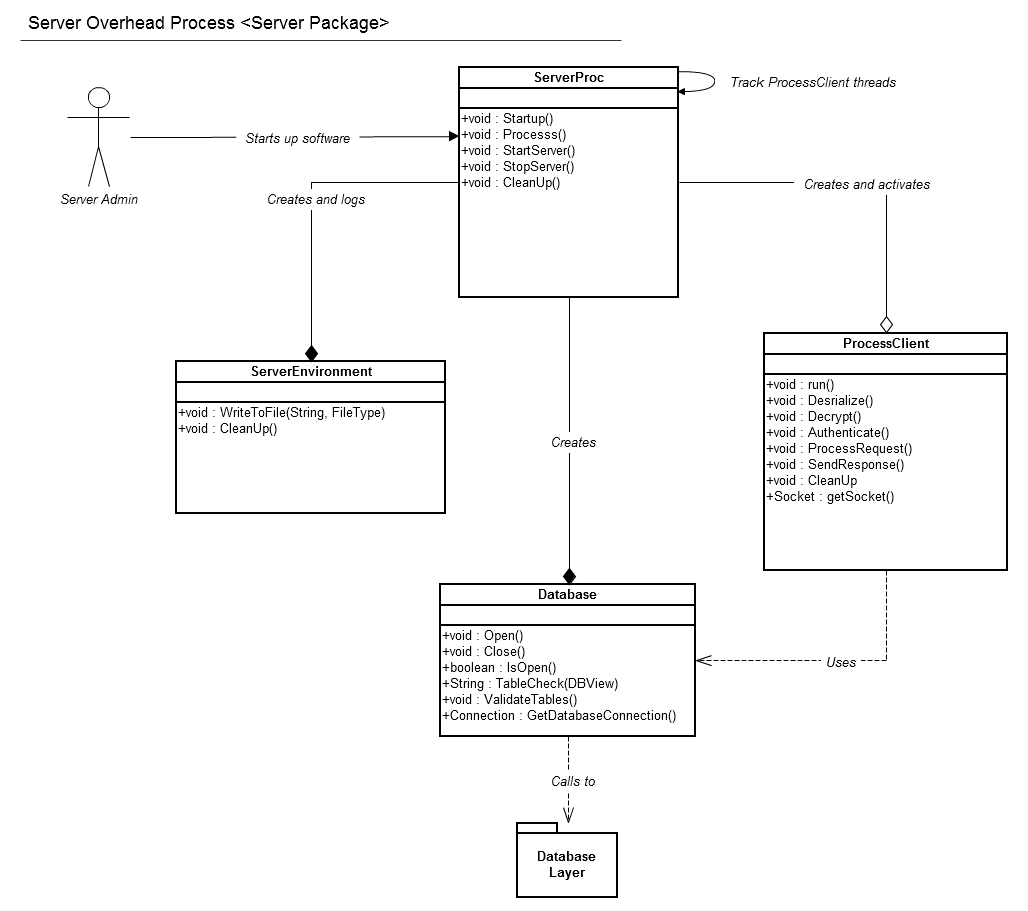 Server Overhead Process <Server Package>
ServerProc
Track ProcessClient threads
+void : Startup()
+void : Processs()
+void : StartServer()
+void : StopServer()
+void : CleanUp()
Starts up software
Server Admin
Creates and logs
Creates and activates
ServerEnvironment
+void : WriteToFile(String, FileType)
+void : CleanUp()
ProcessClient
+void : run()
+void : Desrialize()
+void : Decrypt()
+void : Authenticate()
+void : ProcessRequest()
+void : SendResponse()
+void : CleanUp
+Socket : getSocket()
Creates
Database
+void : Open()
+void : Close()
+boolean : IsOpen()
+String : TableCheck(DBView)
+void : ValidateTables()
+Connection : GetDatabaseConnection()
Uses
Calls to
Database
Layer